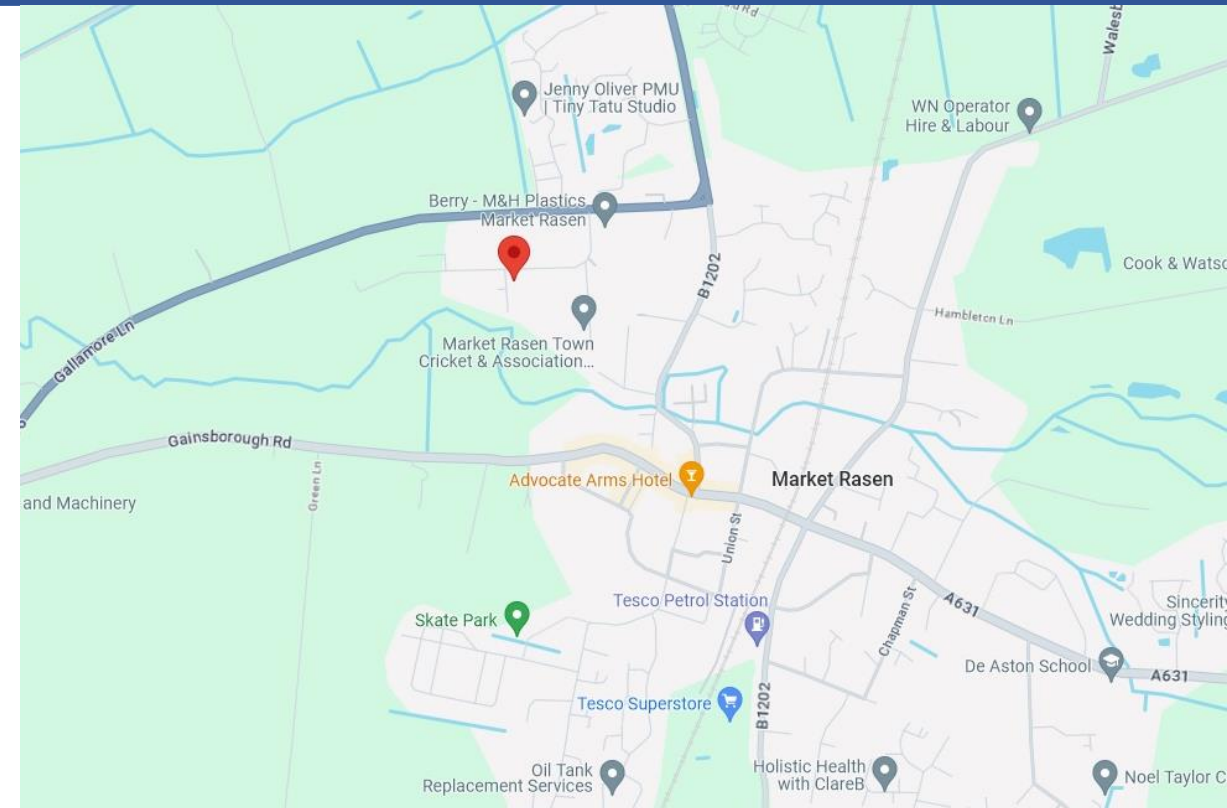 Walesb
Jenny Oliver PMU
| Tiny Tatu Studio
WN Operator
Hire & Labour
Berry - M&H Plastics
Market Rasen
B1202
Cook & Watso
Hambleton Ln
Gallamore Ln
Market Rasen Town
Cricket & Association...
Gainsborough Rd
Green Ln
Advocate Arms Hotel
Market Rasen
and Machinery
Union St
Tesco Petrol Station
Skate Park
Chapman St
A631
Sincerity
Wedding Styling
De Aston School
A631
Tesco Superstore
B1202
Oil Tank
Replacement Services
Holistic Health
with ClareB
Noel Taylor C